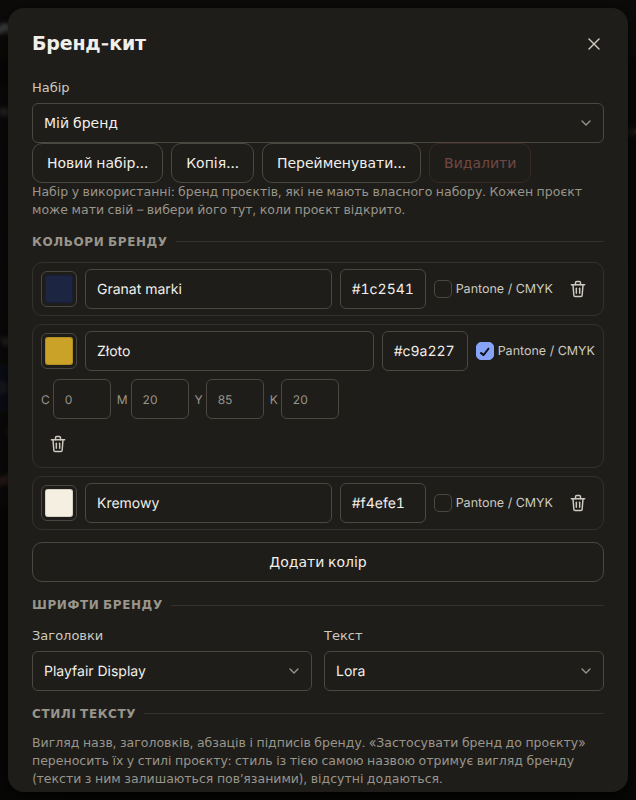 Бренд-кит
Набір
Мій бренд
Новий набір... Копія... Перейменувати... Видалити
Набір у використанні: бренд проєктів, які не мають власного набору. Кожен проєкт
може мати свій – вибери його тут, коли проєкт відкрито.
КОЛЬОРИ БРЕНДУ
Granat marki #1c2541 Pantone / CMYK
Złoto #c9a227 Pantone / CMYK
C 0 M 20 Y 85 K 20
Kremowy #f4efe1 Pantone / CMYK
Додати колір
ШРИФТИ БРЕНДУ
Заголовки Текст
Playfair Display Lora
СТИЛІ ТЕКСТУ
Вигляд назв, заголовків, абзаців і підписів бренду. «Застосувати бренд до проєкту»
переносить їх у стилі проєкту: стиль із тією самою назвою отримує вигляд бренду
(тексти з ним залишаються пов’язаними), відсутні додаються.